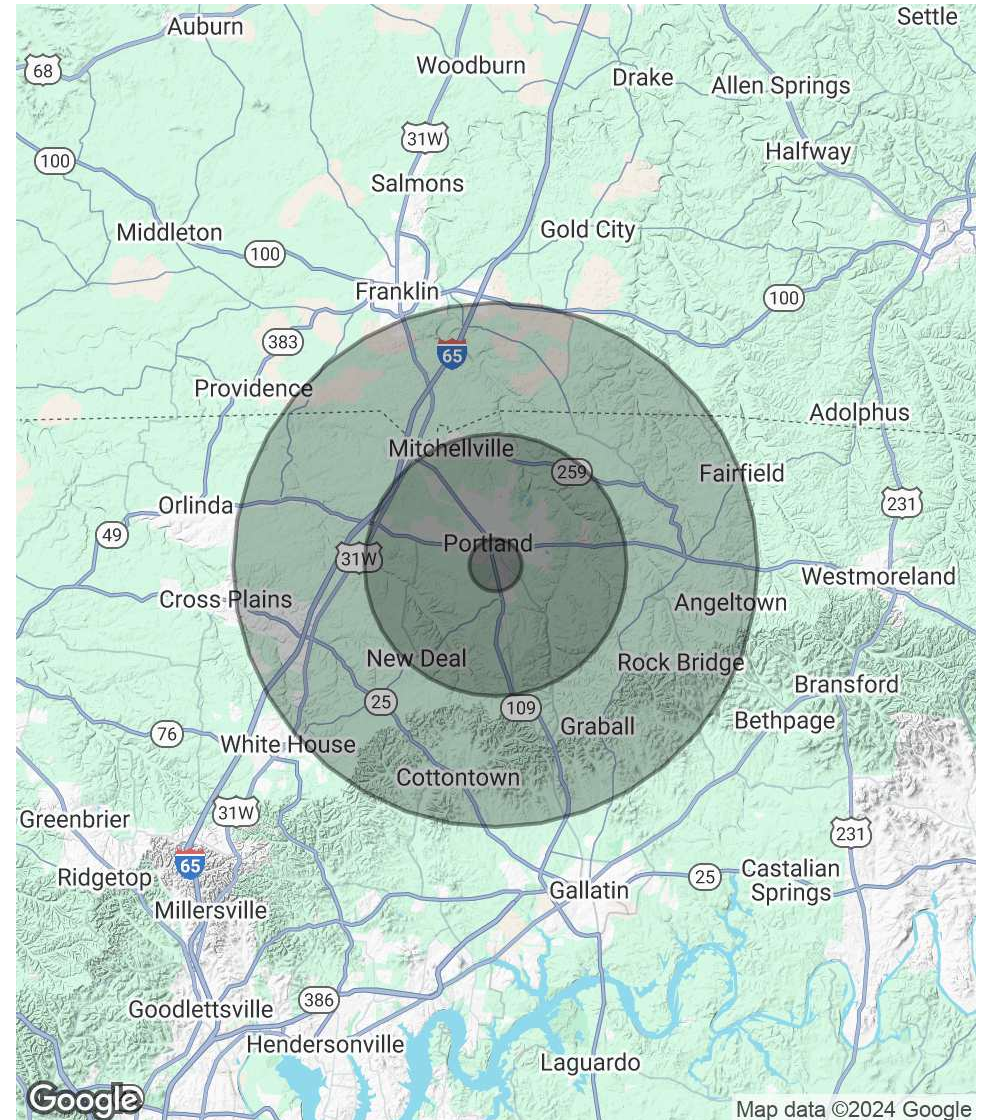 Settle
Auburn
68
Woodburn
Drake
Allen Springs
31W
100
Halfway
Salmons
Middleton
100
Gold City
Franklin
100
383
65
Providence
Adolphus
Mitchellville
259
Fairfield
Orlinda
231
49
Portland
31W
Westmoreland
Cross Plains
Angeltown
New Deal
Rock Bridge
Bransford
25
109
Graball
Bethpage
76
White House
Cottontown
31W
Greenbrier
231
65
Ridgetop
25
Castalian
Springs
Gallatin
Millersville
386
Goodlettsville
Hendersonville
Laguardo
Google
Map data ©2024 Google